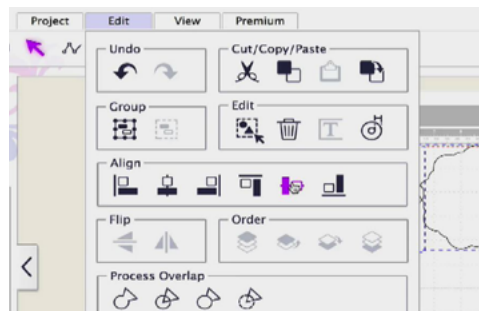 Project Edit View Premium
Undo Cut/Copy/Paste
Group Edit
Align
Flip Order
Process Overlap